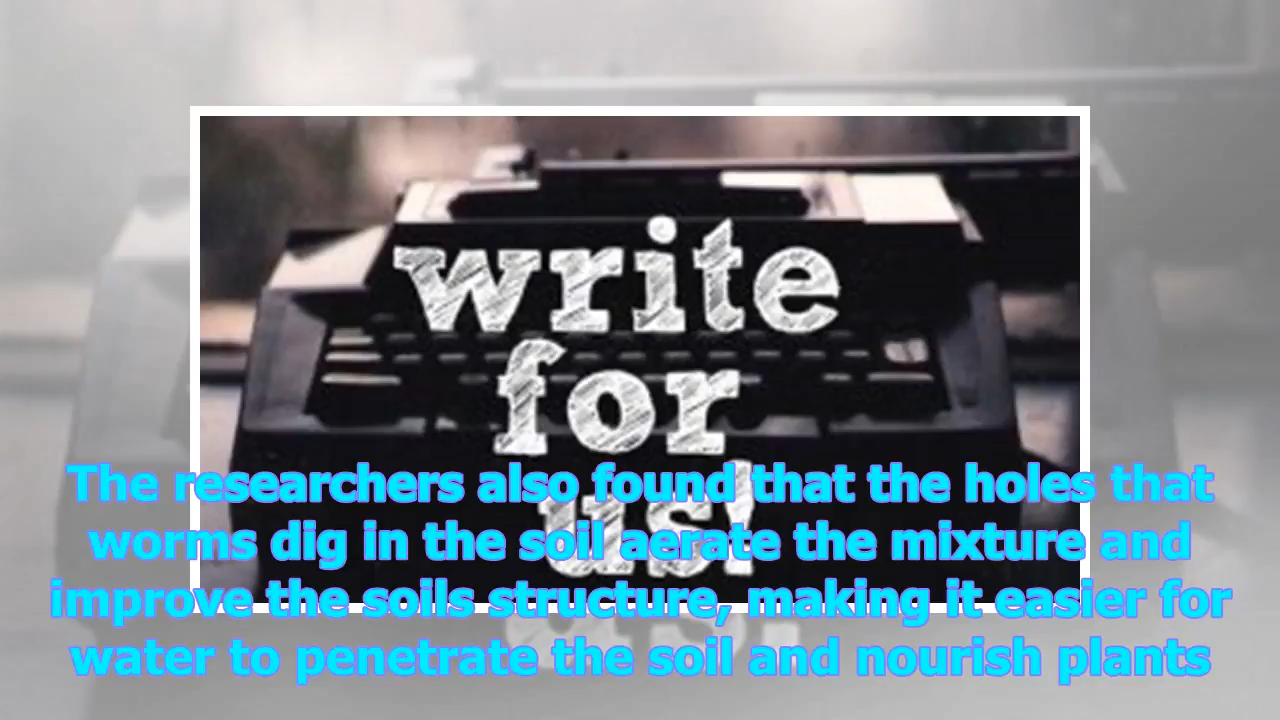 write
for
us!
The researchers also found that the holes that
worms dig in the soil aerate the mixture and
improve the soils structure, making it easier for
water to penetrate the soil and nourish plants